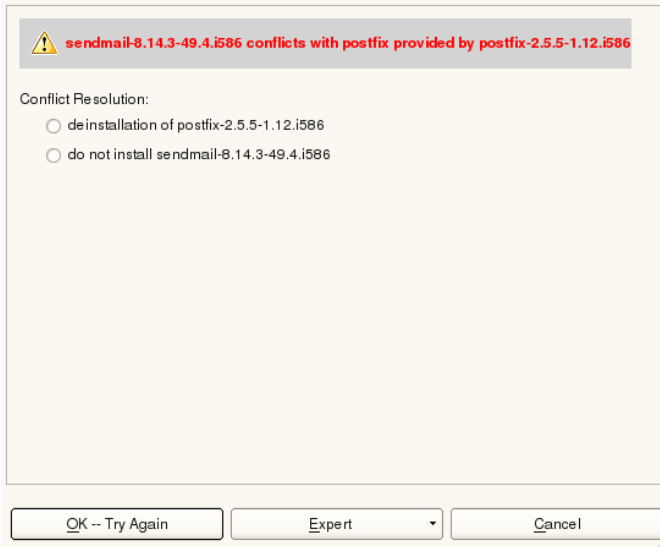 sendmail-8.14.3-49.4.i586 conflicts with postfix provided by postfix-2.5.5-1.12.i586
Conflict Resolution:
deinstallation of postfix-2.5.5-1.12.i586
do not install sendmail-8.14.3-49.4.i586
OK -- Try Again
Expert
Cancel